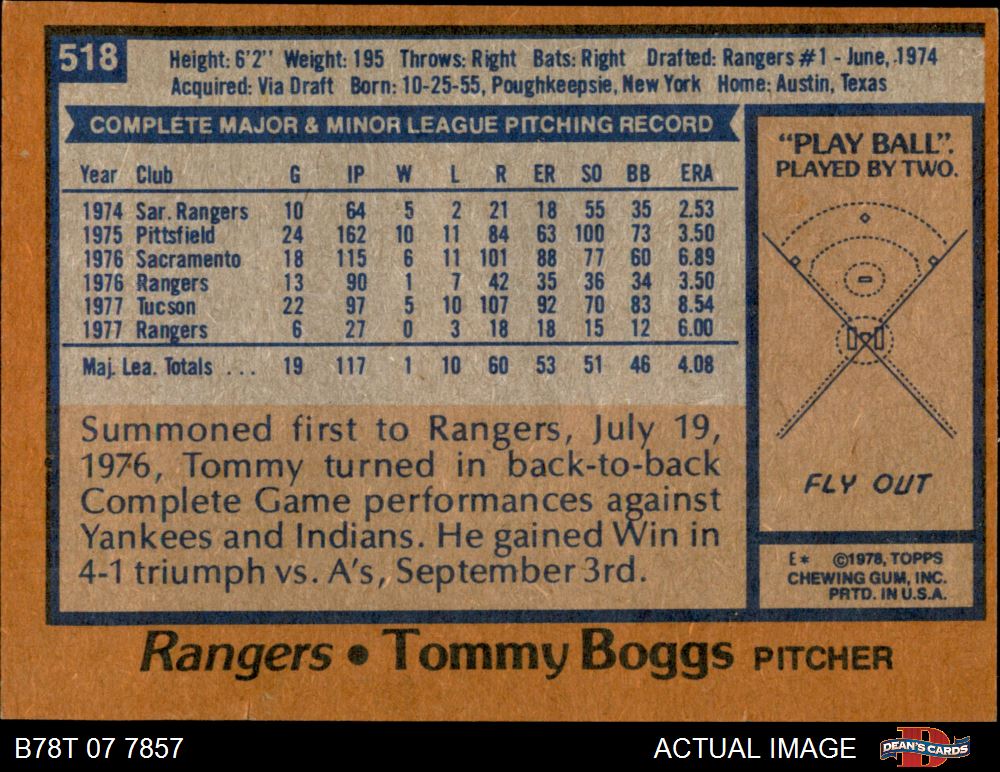 518
Height: 6'2" Weight: 195 Throws: Right Bats: Right Drafted: Rangers #1 - June, 1974
Acquired: Via Draft Born: 10-25-55, Poughkeepsie, New York Home: Austin, Texas
COMPLETE MAJOR & MINOR LEAGUE PITCHING RECORD
Year Club G IP W L R ER SO BB ERA
1974 Sar. Rangers 10 64 5 2 21 18 55 35 2.53
1975 Pittsfield 24 162 10 11 84 63 100 73 3.50
1976 Sacramento 18 115 6 11 101 88 77 60 6.89
1976 Rangers 13 90 1 7 42 35 36 34 3.50
1977 Tucson 22 97 5 10 107 92 70 83 8.54
1977 Rangers 6 27 0 3 18 18 15 12 6.00
Maj. Lea. Totals ... 19 117 1 10 60 53 51 46 4.08
Summoned first to Rangers, July 19,
1976, Tommy turned in back-to-back
Complete Game performances against
Yankees and Indians. He gained Win in
4-1 triumph vs. A's, September 3rd.
"PLAY BALL".
PLAYED BY TWO.
FLY OUT
E* ©1978, TOPPS
CHEWING GUM, INC.
PRTD. IN U.S.A.
Rangers • Tommy Boggs PITCHER
B78T 07 7857
ACTUAL IMAGE
D
DEAN'S CARDS